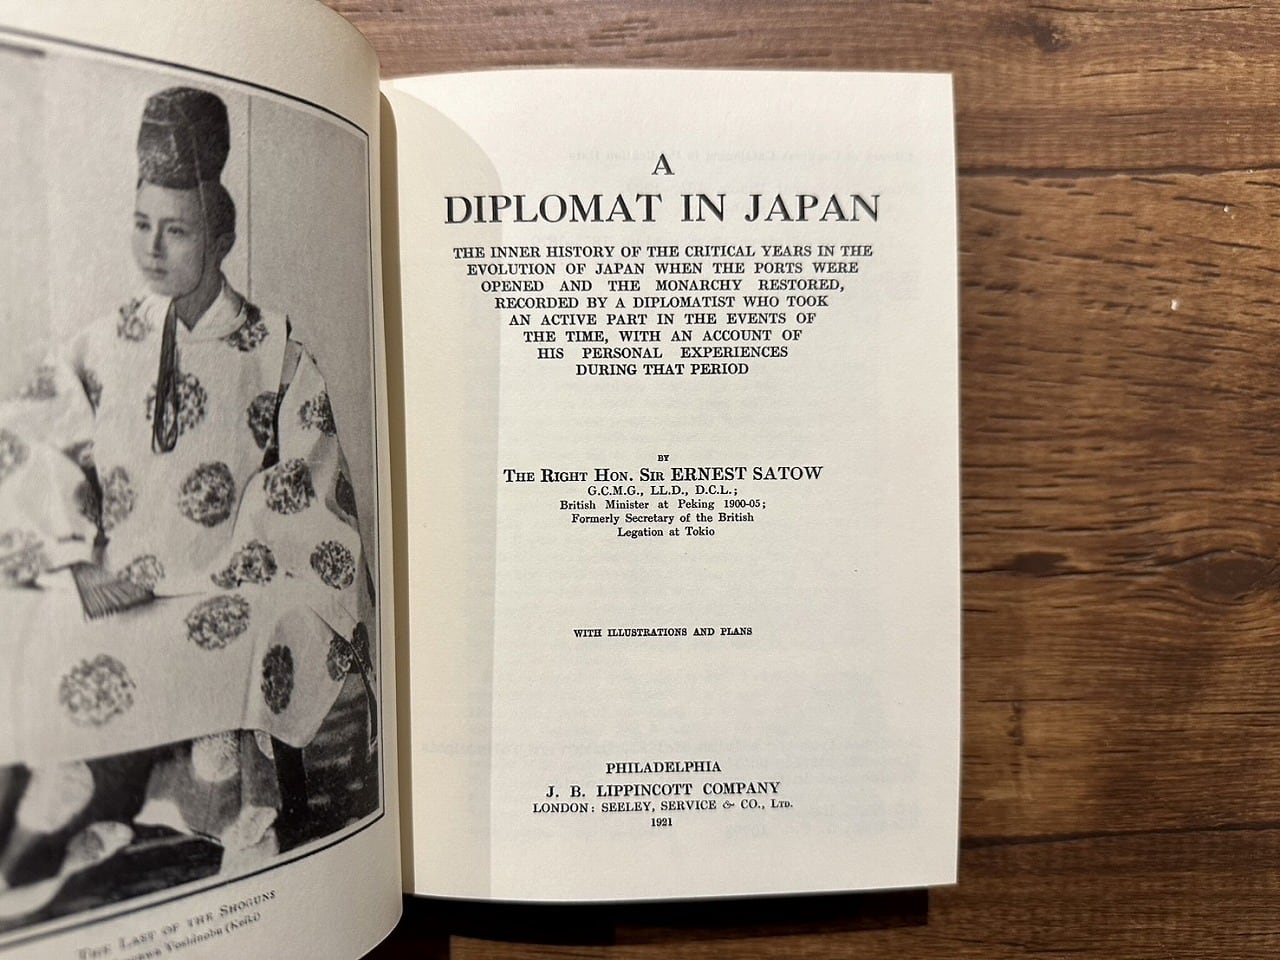 THE LAST OF THE SHOGUNS
Yoshinobu (Keiki)
A
DIPLOMAT IN JAPAN
THE INNER HISTORY OF THE CRITICAL YEARS IN THE
EVOLUTION OF JAPAN WHEN THE PORTS WERE
OPENED AND THE MONARCHY RESTORED,
RECORDED BY A DIPLOMATIST WHO TOOK
AN ACTIVE PART IN THE EVENTS OF
THE TIME, WITH AN ACCOUNT OF
HIS PERSONAL EXPERIENCES
DURING THAT PERIOD
BY
THE RIGHT HON. SIR ERNEST SATOW
G.C.M.G., LL.D., D.C.L.;
British Minister at Peking 1900-05;
Formerly Secretary of the British
Legation at Tokio
WITH ILLUSTRATIONS AND PLANS
PHILADELPHIA
J. B. LIPPINCOTT COMPANY
LONDON: SEELEY, SERVICE & CO., LTD.
1921